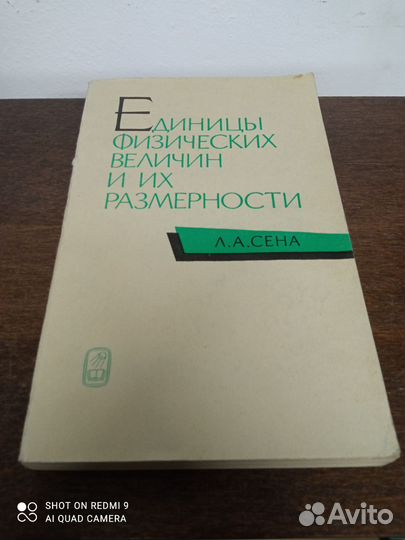 ЕДИНИЦЫ
ФИЗИЧЕСКИХ
ВЕЛИЧИН
И ИХ
РАЗМЕРНОСТИ
Л.А.СЕНА
SHOT ON REDMI 9
AI QUAD CAMERA
Avito